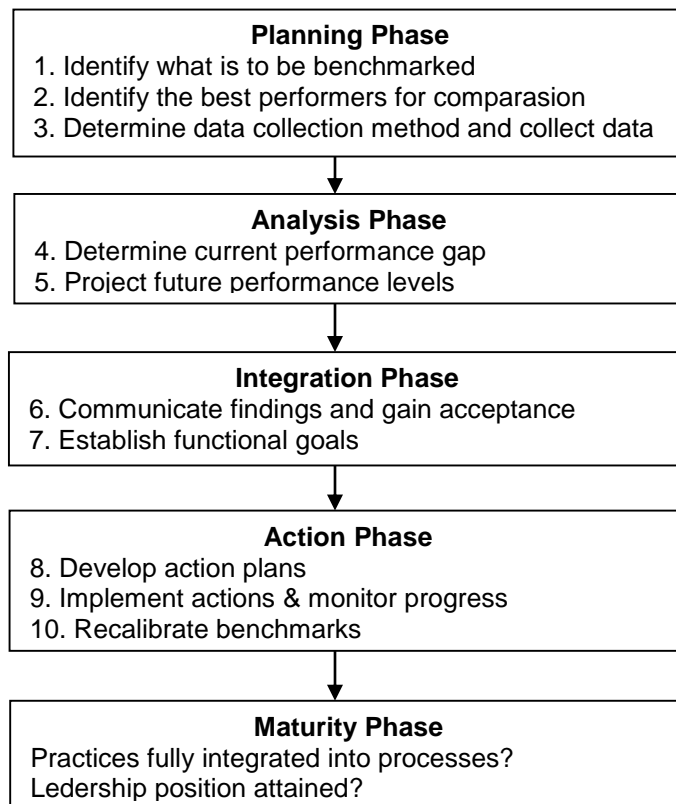 Planning Phase
1. Identify what is to be benchmarked
2. Identify the best performers for comparasion
3. Determine data collection method and collect data
Analysis Phase
4. Determine current performance gap
5. Project future performance levels
Integration Phase
6. Communicate findings and gain acceptance
7. Establish functional goals
Action Phase
8. Develop action plans
9. Implement actions & monitor progress
10. Recalibrate benchmarks
Maturity Phase
Practices fully integrated into processes?
Ledership position attained?